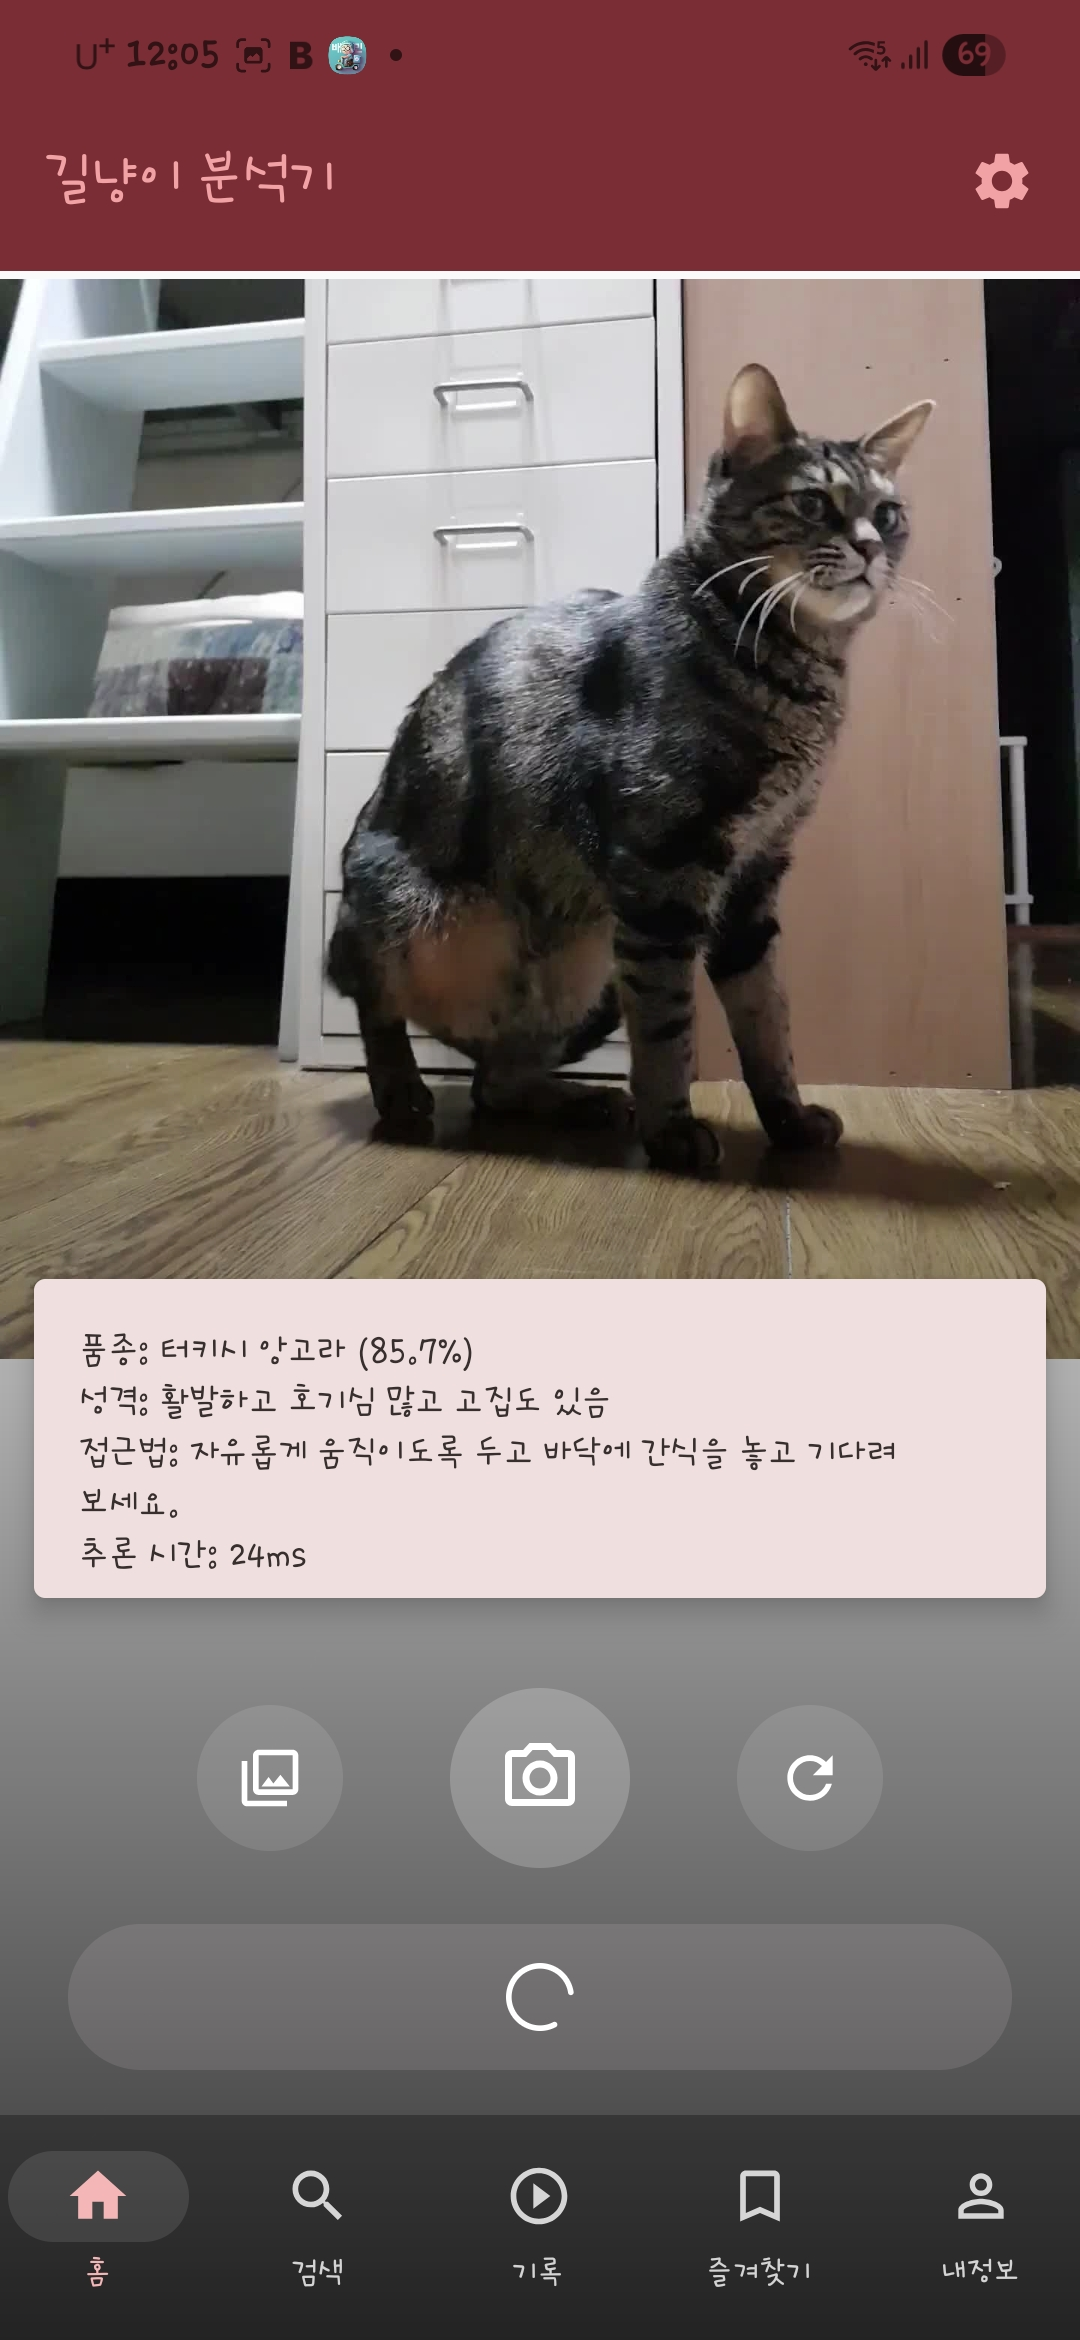 U+ 12:05 B 5 69
길냥이 분석기
품종: 터키시 앙고라 (85.7%)
성격: 활발하고 호기심 많고 고집도 있음
접근법: 자유롭게 움직이도록 두고 바닥에 간식을 놓고 기다려
보세요.
추론 시간: 24ms
홈 검색 기록 즐겨찾기 내정보